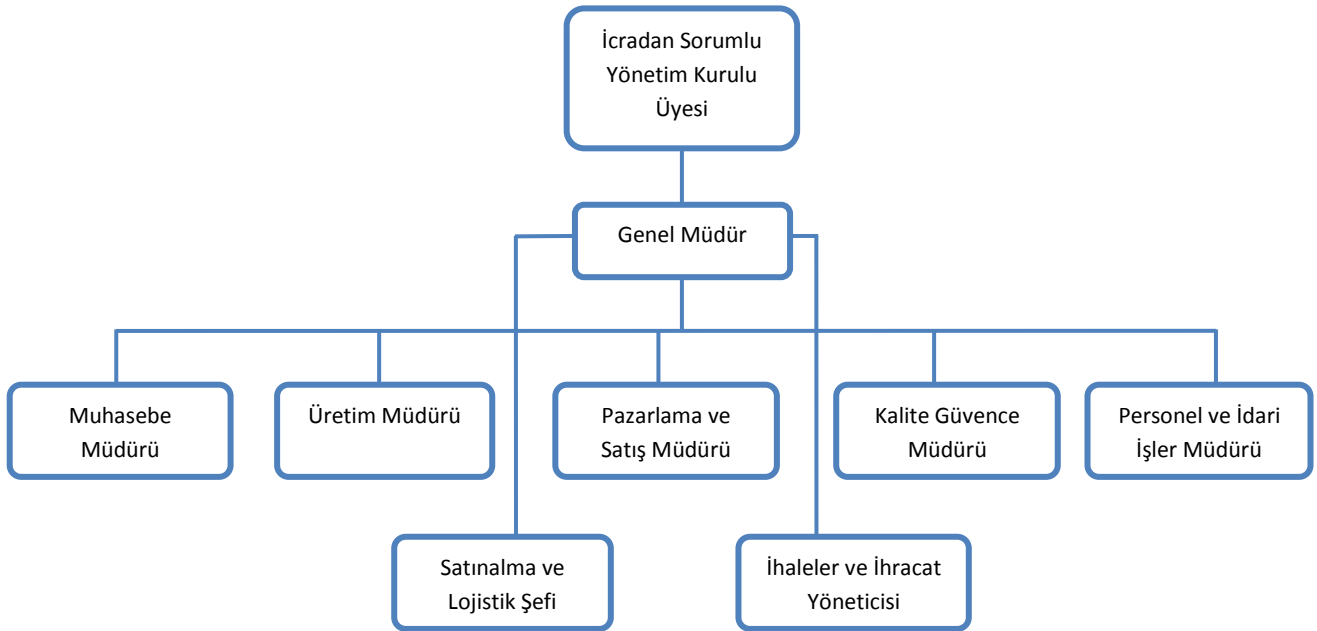 İcradan Sorumlu
Yönetim Kurulu
Üyesi
Genel Müdür
Muhasebe
Müdürü
Üretim Müdürü
Pazarlama ve
Satış Müdürü
Kalite Güvence
Müdürü
Personel ve İdari
İşler Müdürü
Satınalma ve
Lojistik Şefi
İhaleler ve İhracat
Yöneticisi